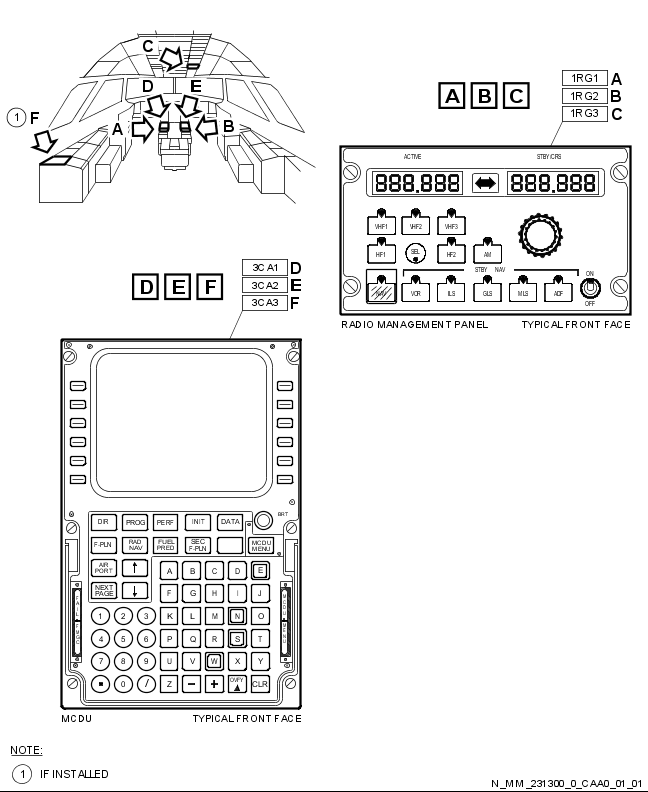 C
D E
1 F
A B
A B C
1RG1 A
1RG2 B
1RG3 C
ACTIVE STBY/CRS
888.888 888.888
VHF1 VHF2 VHF3
HF1 SEL HF2 AM
STBY NAV
ON
NAV VOR ILS GLS MLS ADF
OFF
RADIO MANAGEMENT PANEL TYPICAL FRONT FACE
D E F
3CA1 D
3CA2 E
3CA3 F
BRT
DIR PROG PERF INIT DATA
F-PLN RAD NAV FUEL PRED SEC F-PLN MCDU MENU
AIR PORT ↑
A B C D E
NEXT PAGE ↓
F G H I J
FAIL FMGC
MCDU MENU
1 2 3 K L M N O
4 5 6 P Q R S T
7 8 9 U V W X Y
. 0 / Z - + OVFY ▲ CLR
MCDU TYPICAL FRONT FACE
NOTE:
1 IF INSTALLED
N_MM_231300_0_CAA0_01_01